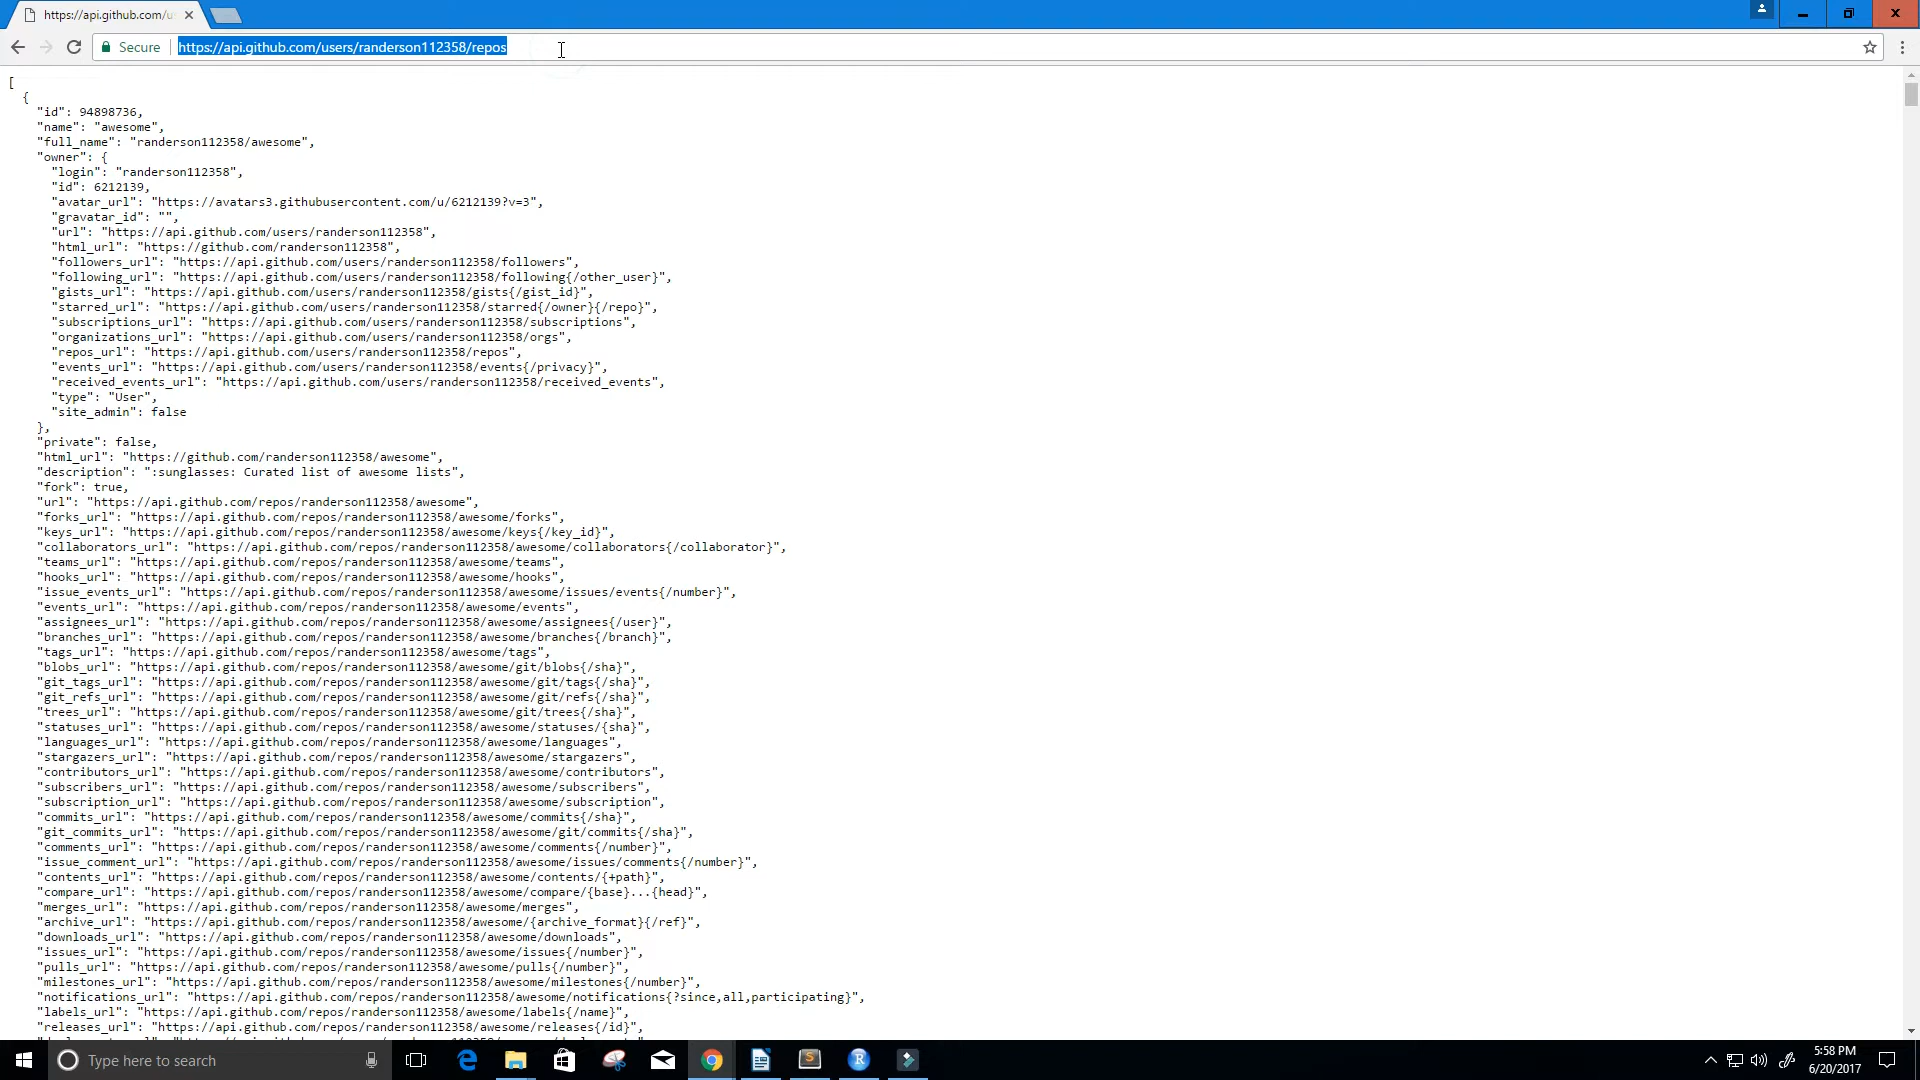 https://api.github.com/u
Secure
https://api.github.com/users/randerson112358/repos
[
{
"id": 94898736,
"name": "awesome",
"full_name": "randerson112358/awesome",
"owner": {
"login": "randerson112358",
"id": 6212139,
"avatar_url": "https://avatars3.githubusercontent.com/u/6212139?v=3",
"gravatar_id": "",
"url": "https://api.github.com/users/randerson112358",
"html_url": "https://github.com/randerson112358",
"followers_url": "https://api.github.com/users/randerson112358/followers",
"following_url": "https://api.github.com/users/randerson112358/following{/other_user}",
"gists_url": "https://api.github.com/users/randerson112358/gists{/gist_id}",
"starred_url": "https://api.github.com/users/randerson112358/starred{/owner}{/repo}",
"subscriptions_url": "https://api.github.com/users/randerson112358/subscriptions",
"organizations_url": "https://api.github.com/users/randerson112358/orgs",
"repos_url": "https://api.github.com/users/randerson112358/repos",
"events_url": "https://api.github.com/users/randerson112358/events{/privacy}",
"received_events_url": "https://api.github.com/users/randerson112358/received_events",
"type": "User",
"site_admin": false
},
"private": false,
"html_url": "https://github.com/randerson112358/awesome",
"description": ":sunglasses: Curated list of awesome lists",
"fork": true,
"url": "https://api.github.com/repos/randerson112358/awesome",
"forks_url": "https://api.github.com/repos/randerson112358/awesome/forks",
"keys_url": "https://api.github.com/repos/randerson112358/awesome/keys{/key_id}",
"collaborators_url": "https://api.github.com/repos/randerson112358/awesome/collaborators{/collaborator}",
"teams_url": "https://api.github.com/repos/randerson112358/awesome/teams",
"hooks_url": "https://api.github.com/repos/randerson112358/awesome/hooks",
"issue_events_url": "https://api.github.com/repos/randerson112358/awesome/issues/events{/number}",
"events_url": "https://api.github.com/repos/randerson112358/awesome/events",
"assignees_url": "https://api.github.com/repos/randerson112358/awesome/assignees{/user}",
"branches_url": "https://api.github.com/repos/randerson112358/awesome/branches{/branch}",
"tags_url": "https://api.github.com/repos/randerson112358/awesome/tags",
"blobs_url": "https://api.github.com/repos/randerson112358/awesome/git/blobs{/sha}",
"git_tags_url": "https://api.github.com/repos/randerson112358/awesome/git/tags{/sha}",
"git_refs_url": "https://api.github.com/repos/randerson112358/awesome/git/refs{/sha}",
"trees_url": "https://api.github.com/repos/randerson112358/awesome/git/trees{/sha}",
"statuses_url": "https://api.github.com/repos/randerson112358/awesome/statuses/{sha}",
"languages_url": "https://api.github.com/repos/randerson112358/awesome/languages",
"stargazers_url": "https://api.github.com/repos/randerson112358/awesome/stargazers",
"contributors_url": "https://api.github.com/repos/randerson112358/awesome/contributors",
"subscribers_url": "https://api.github.com/repos/randerson112358/awesome/subscribers",
"subscription_url": "https://api.github.com/repos/randerson112358/awesome/subscription",
"commits_url": "https://api.github.com/repos/randerson112358/awesome/commits{/sha}",
"git_commits_url": "https://api.github.com/repos/randerson112358/awesome/git/commits{/sha}",
"comments_url": "https://api.github.com/repos/randerson112358/awesome/comments{/number}",
"issue_comment_url": "https://api.github.com/repos/randerson112358/awesome/issues/comments{/number}",
"contents_url": "https://api.github.com/repos/randerson112358/awesome/contents/{+path}",
"compare_url": "https://api.github.com/repos/randerson112358/awesome/compare/{base}...{head}",
"merges_url": "https://api.github.com/repos/randerson112358/awesome/merges",
"archive_url": "https://api.github.com/repos/randerson112358/awesome/{archive_format}{/ref}",
"downloads_url": "https://api.github.com/repos/randerson112358/awesome/downloads",
"issues_url": "https://api.github.com/repos/randerson112358/awesome/issues{/number}",
"pulls_url": "https://api.github.com/repos/randerson112358/awesome/pulls{/number}",
"milestones_url": "https://api.github.com/repos/randerson112358/awesome/milestones{/number}",
"notifications_url": "https://api.github.com/repos/randerson112358/awesome/notifications{?since,all,participating}",
"labels_url": "https://api.github.com/repos/randerson112358/awesome/labels{/name}",
"releases_url": "https://api.github.com/repos/randerson112358/awesome/releases{/id}",
Type here to search
5:58 PM
6/20/2017